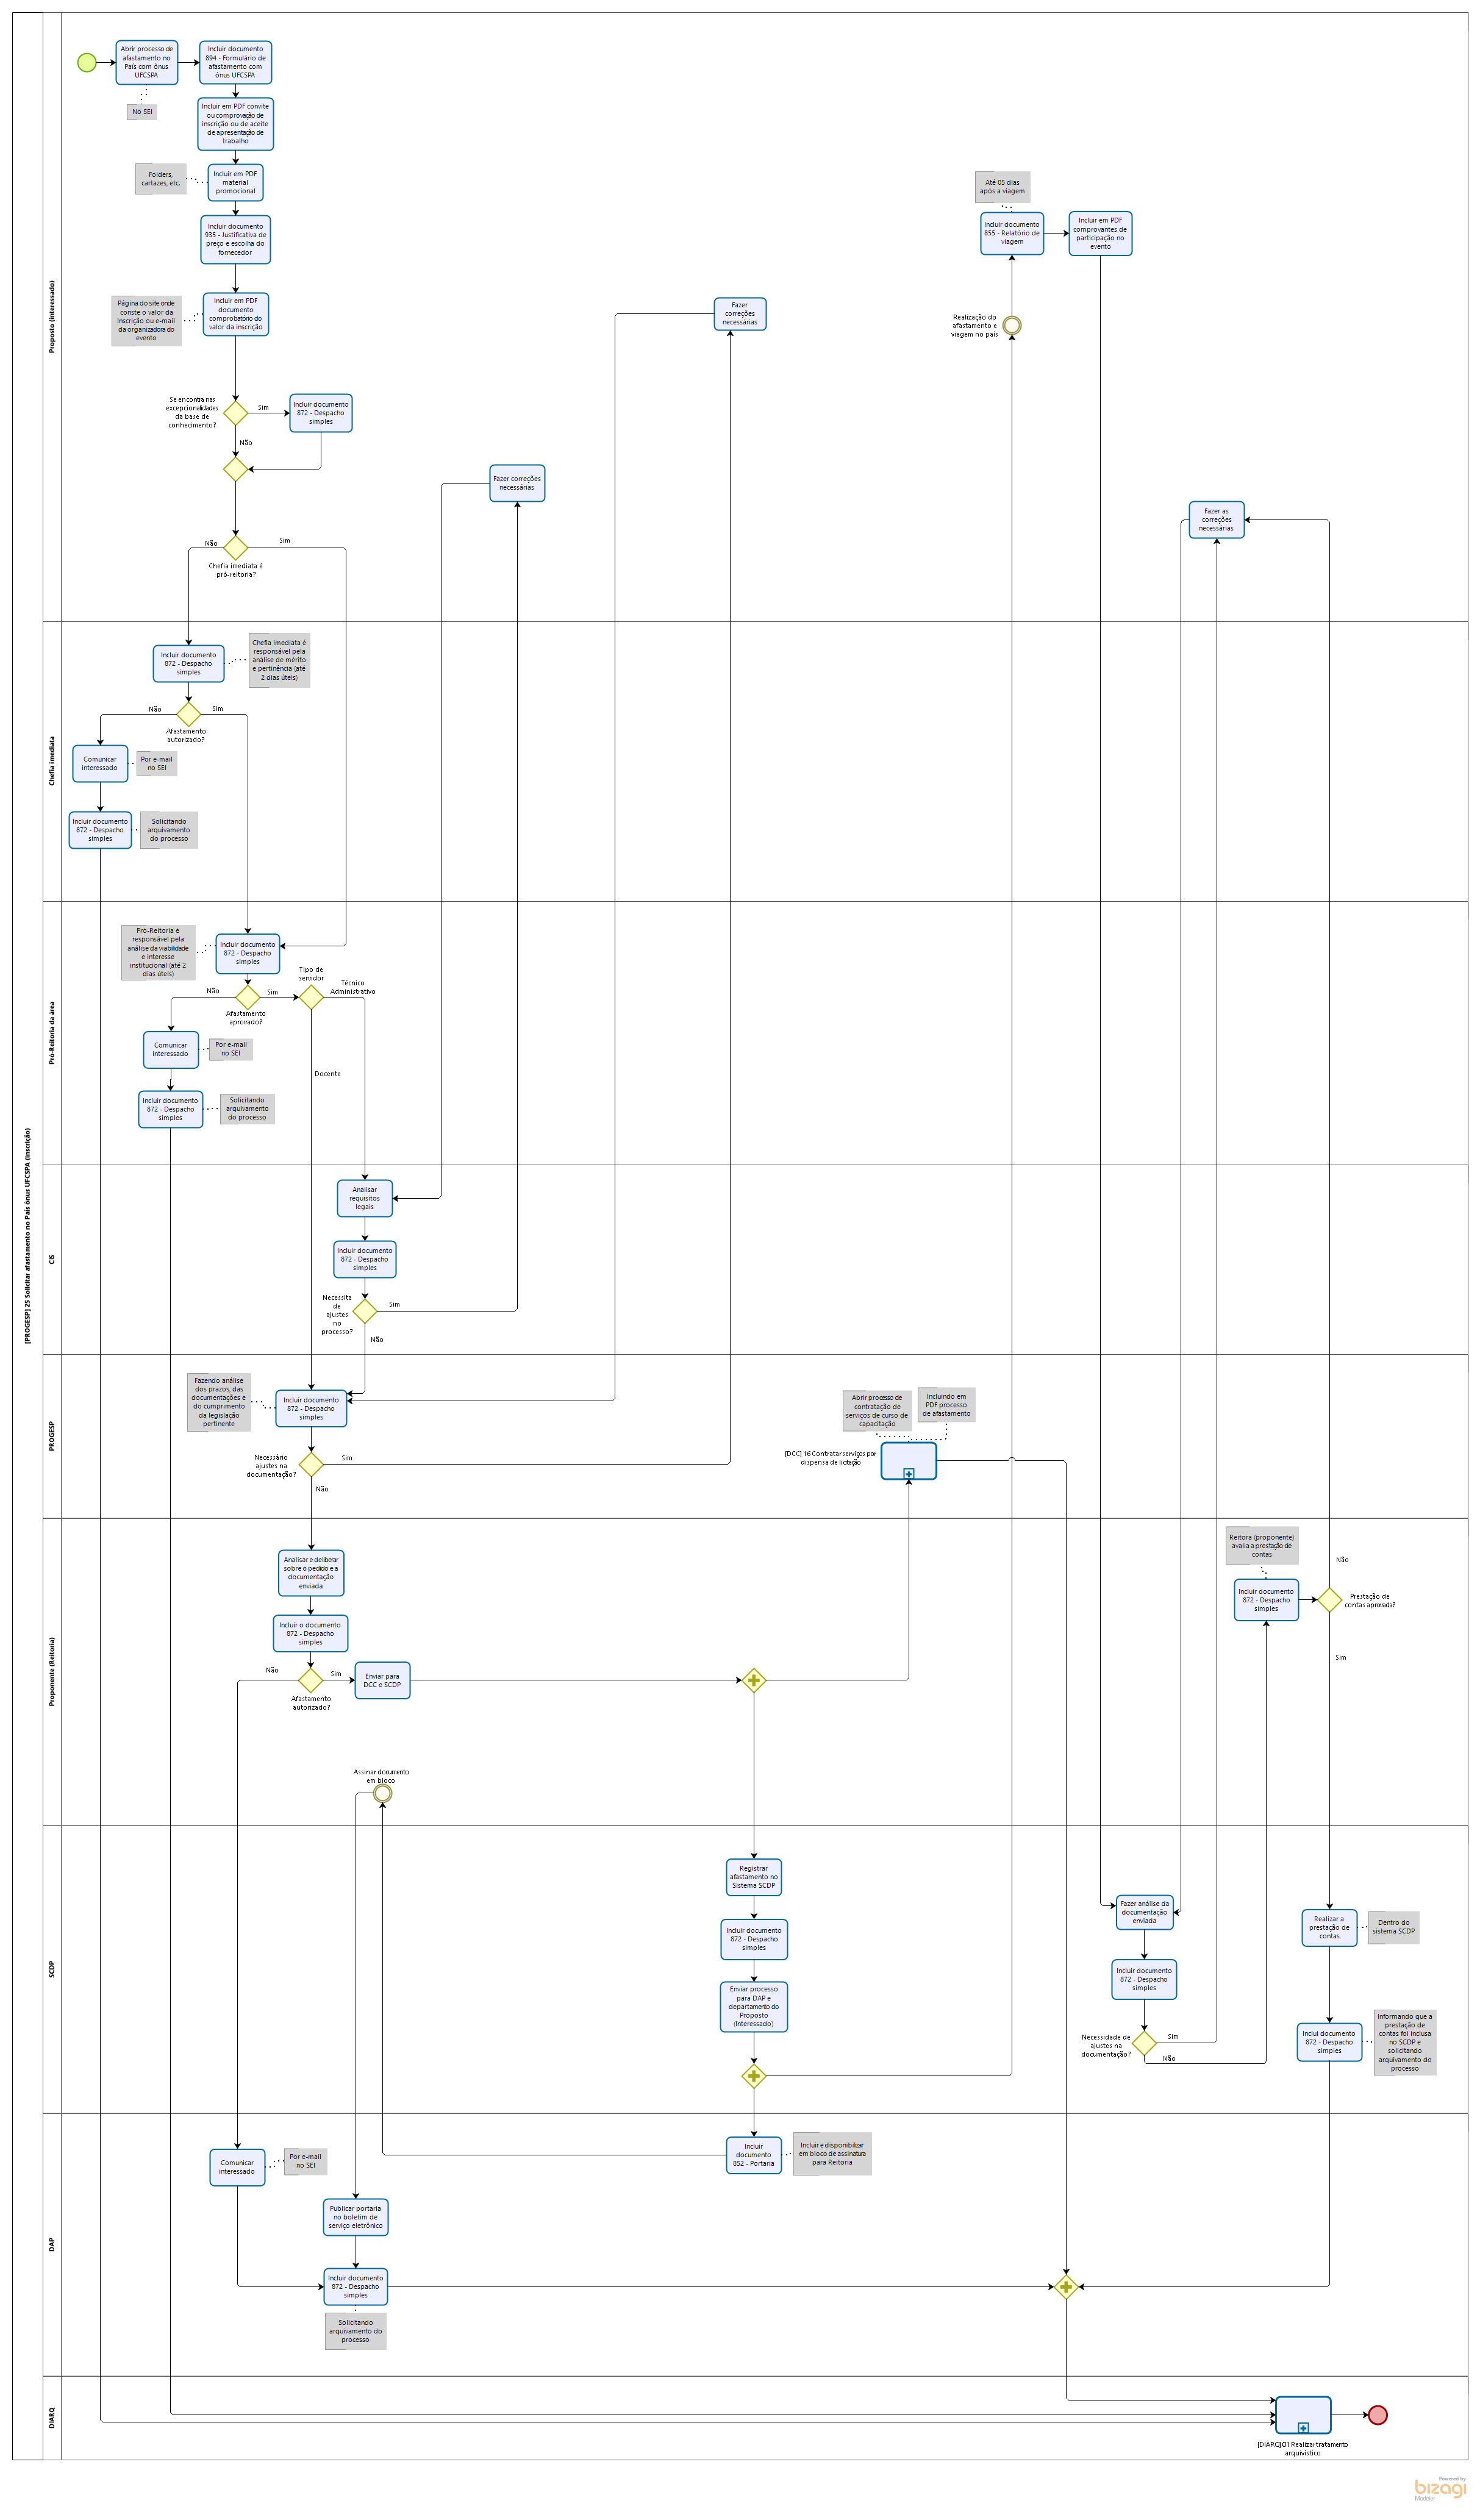 [PROGESP] 25 Solicitar afastamento no País ônus UFCSPA (Inscrição)
Proposto (Interessado)
Abrir processo de
afastamento no
País com ônus
UFCSPA
No SEI
Incluir documento
894 - Formulário de
afastamento com
ônus UFCSPA
Incluir em PDF convite
ou comprovação de
inscrição ou de aceite
de apresentação de
trabalho
Folders,
cartazes, etc.
Incluir em PDF
material
promocional
Incluir documento
935 - Justificativa de
preço e escolha do
fornecedor
Página do site onde
conste o valor da
Inscrição ou e-mail
da organizadora do
evento
Incluir em PDF
documento
comprobatório do
valor da inscrição
Se encontra nas
excepcionalidades
da base de
conhecimento?
Sim
Incluir documento
872 - Despacho
simples
Não
Não
Sim
Chefia imediata é
pró-reitoria?
Fazer correções
necessárias
Fazer
correções
necessárias
Até 05 dias
após a viagem
Incluir documento
855 - Relatório de
viagem
Incluir em PDF
comprovantes de
participação no
evento
Realização do
afastamento e
viagem no país
Fazer as
correções
necessárias
Chefia imediata
Incluir documento
872 - Despacho
simples
Chefia imediata é
responsável pela
análise de mérito
e pertinência (até
2 dias úteis)
Não
Sim
Afastamento
autorizado?
Comunicar
interessado
Por e-mail
no SEI
Incluir documento
872 - Despacho
simples
Solicitando
arquivamento
do processo
Pró-Reitoria da área
Pró-Reitoria é
responsável pela
análise da viabilidade
e interesse
institucional (até 2
dias úteis)
Incluir documento
872 - Despacho
simples
Tipo de
servidor
Técnico
Administrativo
Não
Sim
Afastamento
aprovado?
Comunicar
interessado
Por e-mail
no SEI
Docente
Incluir documento
872 - Despacho
simples
Solicitando
arquivamento
do processo
CIS
Analisar
requisitos
legais
Incluir documento
872 - Despacho
simples
Necessita
de
ajustes
no
processo?
Sim
Não
PROGESP
Fazendo análise
dos prazos, das
documentações e
do cumprimento
da legislação
pertinente
Incluir documento
872 - Despacho
simples
Necessário
ajustes na
documentação?
Sim
Não
Abrir processo de
contratação de
serviços de curso de
capacitação
Incluindo em
PDF processo
de afastamento
[DCC] 16 Contratar serviços por
dispensa de licitação
Proponente (Reitoria)
Analisar e deliberar
sobre o pedido e a
documentação
enviada
Incluir o documento
872 - Despacho
simples
Não
Sim
Afastamento
autorizado?
Enviar para
DCC e SCDP
Assinar documento
em bloco
Reitora (proponente)
avalia a prestação de
contas
Incluir documento
872 - Despacho
simples
Não
Prestação de
contas aprovada?
Sim
SCDP
Registrar
afastamento no
Sistema SCDP
Incluir documento
872 - Despacho
simples
Enviar processo
para DAP e
departamento do
Proposto
(Interessado)
Fazer análise da
documentação
enviada
Incluir documento
872 - Despacho
simples
Necessidade de
ajustes na
documentação?
Sim
Não
Realizar a
prestação de
contas
Dentro do
sistema SCDP
Inclui documento
872 - Despacho
simples
Informando que a
prestação de
contas foi inclusa
no SCDP e
solicitando
arquivamento do
processo
DAP
Comunicar
interessado
Por e-mail
no SEI
Incluir
documento
852 - Portaria
Incluir e disponibilizar
em bloco de assinatura
para Reitoria
Publicar portaria
no boletim de
serviço eletrônico
Incluir documento
872 - Despacho
simples
Solicitando
arquivamento do
processo
DIARQ
[DIARQ].01 Realizar tratamento
arquivístico
Powered by
bizagi
Modeler